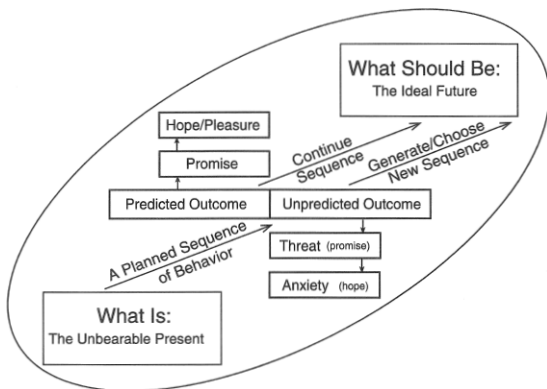 What Should Be:
The Ideal Future
Hope/Pleasure
Promise
Continue
Sequence
Generate/Choose
New Sequence
Predicted Outcome
Unpredicted Outcome
A Planned Sequence
of Behavior
Threat (promise)
Anxiety (hope)
What Is:
The Unbearable Present